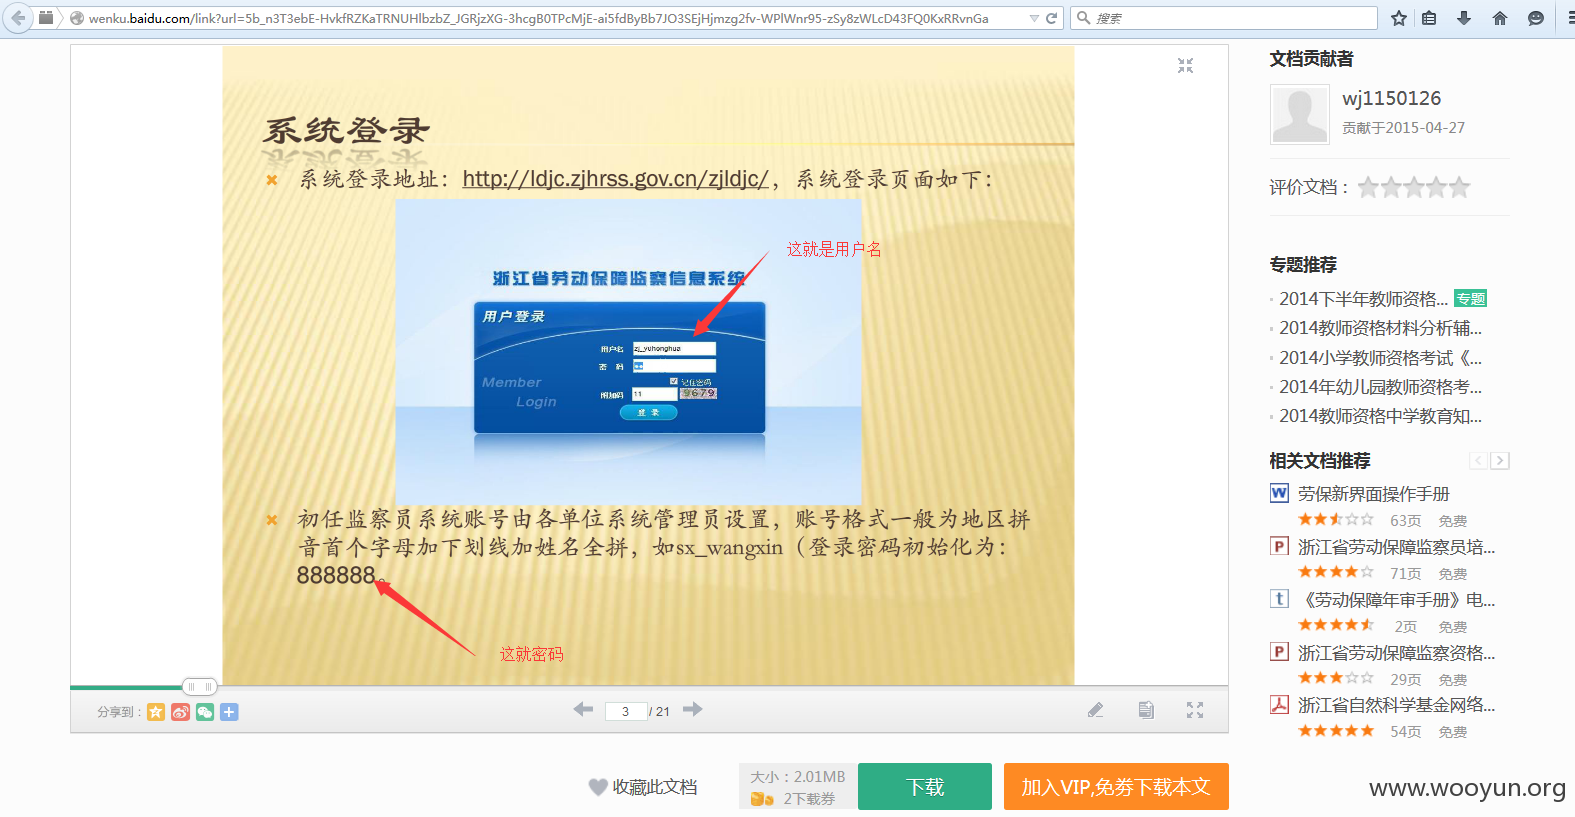 wenku.baidu.com/link?url=5b_n3T3ebE-HvkfRZKaTRNUHlbzbZ_JGRjzXG-3hcgB0TPcMjE-ai5fdByBb7JO3SEjHjmzg2fv-WPlWnr95-zSy8zWLcD43FQ0KxRRvnGa
搜索
系统登录
系统登录地址：http://ldjc.zjhrss.gov.cn/zjldjc/，系统登录页面如下：
这就是用户名
浙江省劳动保障监察信息系统
用户登录
用户名 zj_yuhonghua
密 码
记住密码
Member
Login
附加码 11 9679
登 录
初任监察员系统账号由各单位系统管理员设置，账号格式一般为地区拼
音首个字母加下划线加姓名全拼，如sx_wangxin（登录密码初始化为：
888888。
这就密码
分享到：
3 / 21
收藏此文档
大小：2.01MB
2下载券
下载
加入VIP,免券下载本文
文档贡献者
wj1150126
贡献于2015-04-27
评价文档：
专题推荐
2014下半年教师资格... 专题
2014教师资格材料分析辅...
2014小学教师资格考试《...
2014年幼儿园教师资格考...
2014教师资格中学教育知...
相关文档推荐
劳保新界面操作手册
63页 免费
浙江省劳动保障监察员培...
71页 免费
《劳动保障年审手册》电...
2页 免费
浙江省劳动保障监察资格...
29页 免费
浙江省自然科学基金网络...
54页 免费
www.wooyun.org